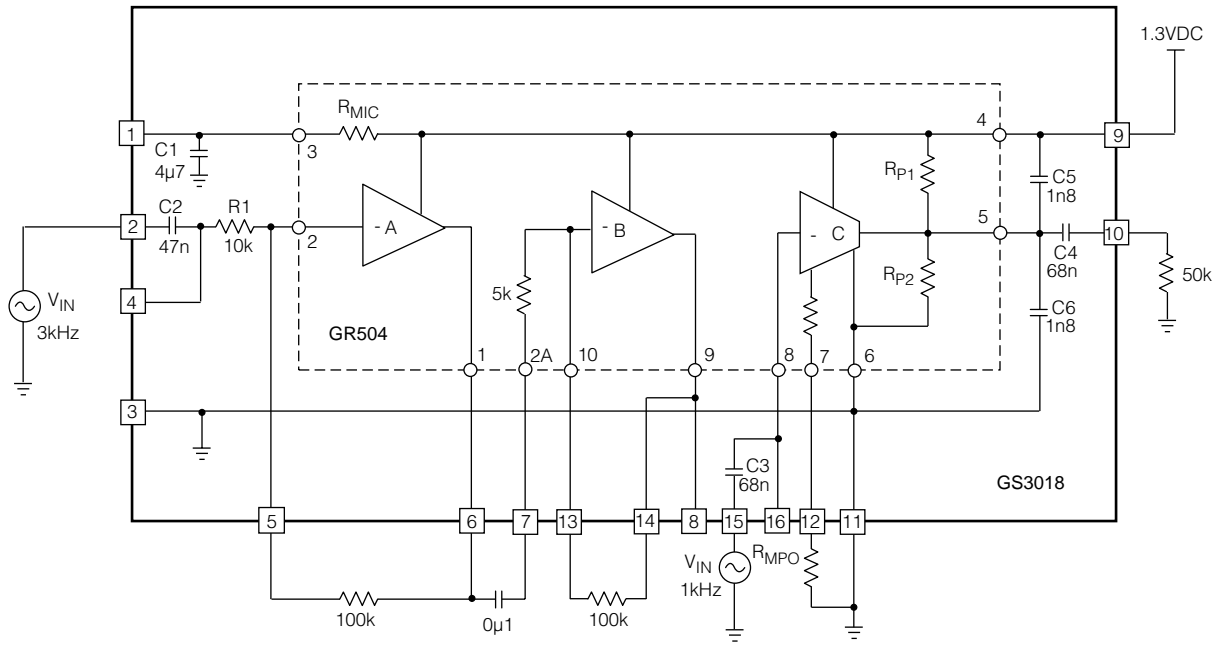 1.3VDC
R_MIC
4
1
3
9
C1
4µ7
R_P1
C5
1n8
C2
R1
- A
- B
- C
5
2
47n
10k
2
C4
68n
10
R_P2
5k
50k
4
V_IN
3kHz
C6
1n8
GR504
1
2A
10
9
8
7
6
3
C3
68n
GS3018
5
6
7
13
14
8
15
16
12
11
V_IN
1kHz
R_MPO
100k
0µ1
100k